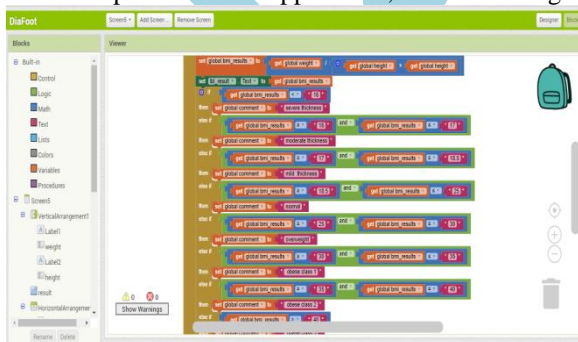 DiaFoot
Screen5 Add Screen ... Remove Screen
Designer
Blocks
Viewer
Built-in
Control
Logic
Math
Text
Lists
Colors
Variables
Procedures
Screen5
VerticalArrangement1
Label1
weight
Label2
height
result
HorizontalArrangemer
Rename Delete
set global bmi_results to get global weight / get global height × get global height
set lbl_result . Text to get global bmi_results
if get global bmi_results < " 16 "
then set global comment to " severe thickness "
else if get global bmi_results " 16 " and get global bmi_results " 17 "
then set global comment to " moderate thickness "
else if get global bmi_results " 17 " and get global bmi_results " 18.5 "
then set global comment to " mild thickness "
else if get global bmi_results " 18.5 " and get global bmi_results " 25 "
then set global comment to " normal "
else if get global bmi_results " 25 " and get global bmi_results " 30 "
then set global comment to " overweight "
else if get global bmi_results " 30 " and get global bmi_results " 35 "
then set global comment to " obese class 1 "
else if get global bmi_results " 35 " and get global bmi_results " 40 "
then set global comment to " obese class 2 "
else if get global bmi_results " 40 "
0 0
Show Warnings